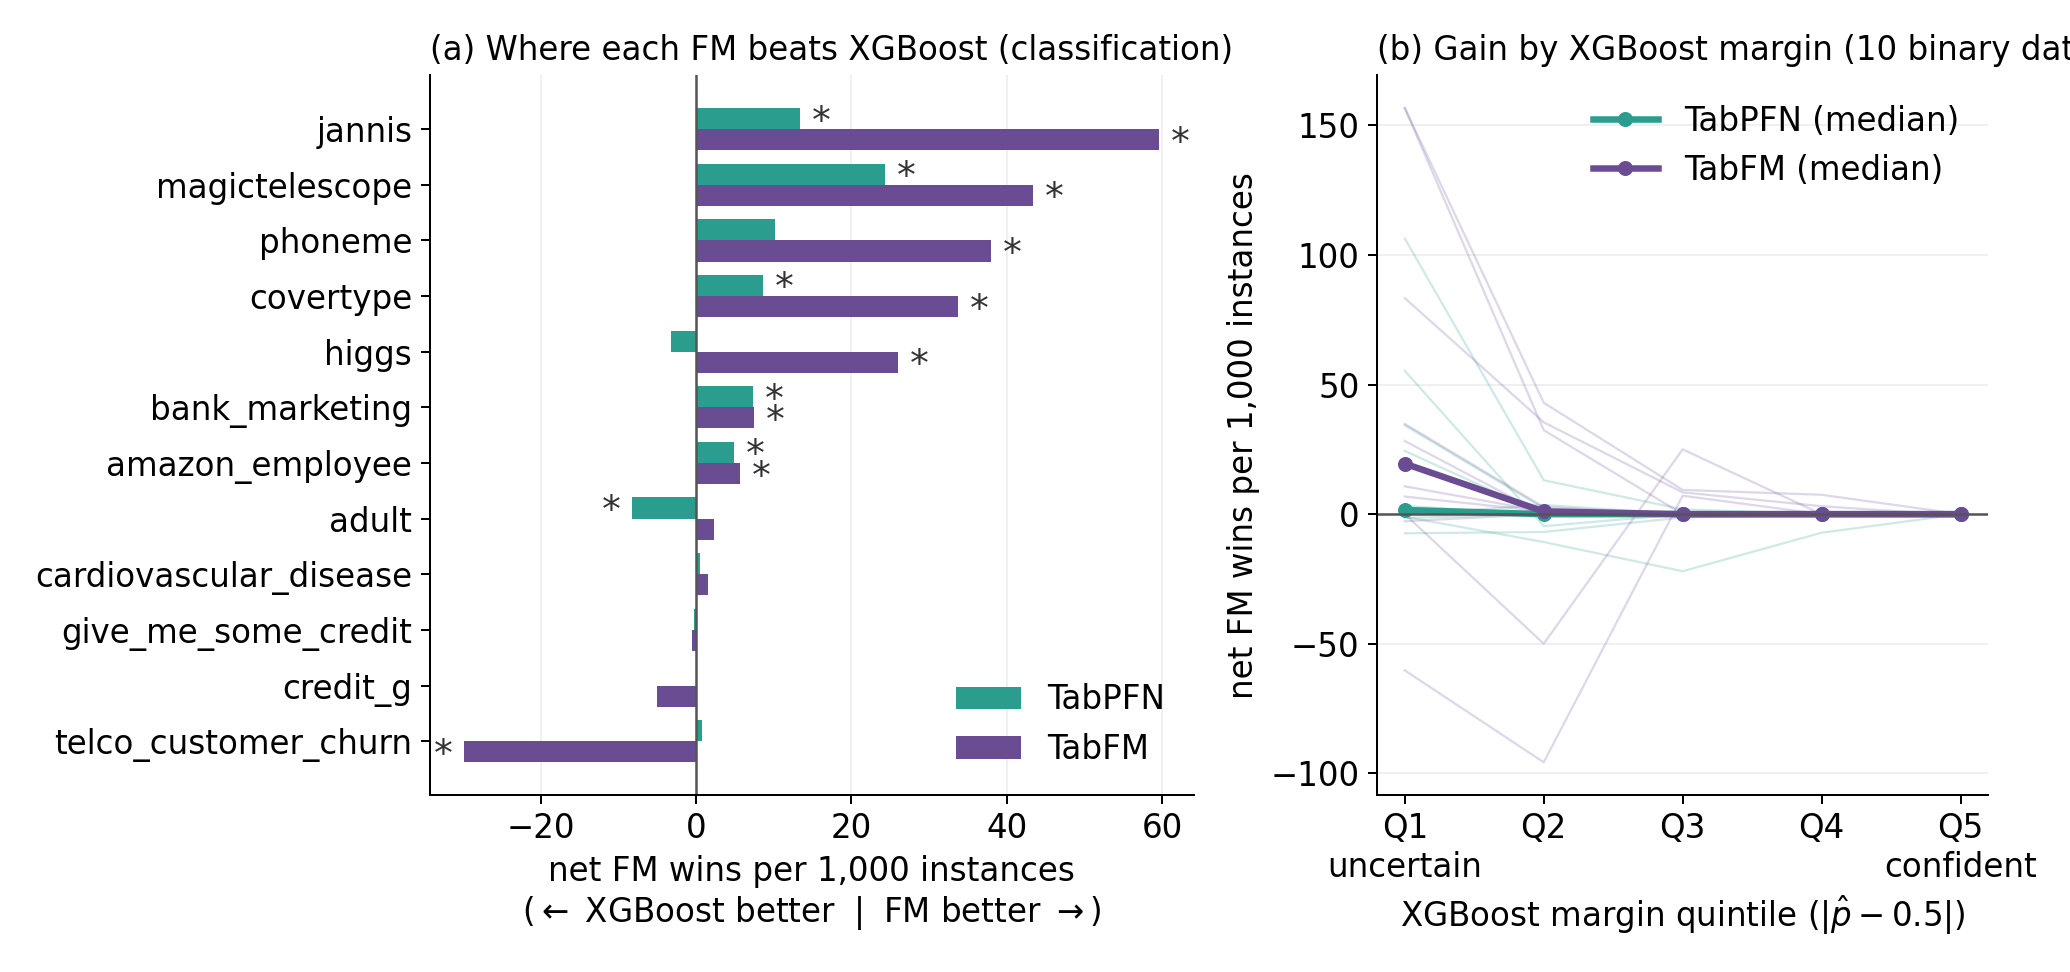 (a) Where each FM beats XGBoost (classification)
jannis
magictelescope
phoneme
covertype
higgs
bank_marketing
amazon_employee
adult
cardiovascular_disease
give_me_some_credit
credit_g
telco_customer_churn
* * * * * * * * * * * * * *
TabPFN
TabFM
−20 0 20 40 60
net FM wins per 1,000 instances
(← XGBoost better | FM better →)
(b) Gain by XGBoost margin (10 binary dat
TabPFN (median)
TabFM (median)
net FM wins per 1,000 instances
150
100
50
0
−50
−100
Q1 Q2 Q3 Q4 Q5
uncertain confident
XGBoost margin quintile (|p̂ − 0.5|)